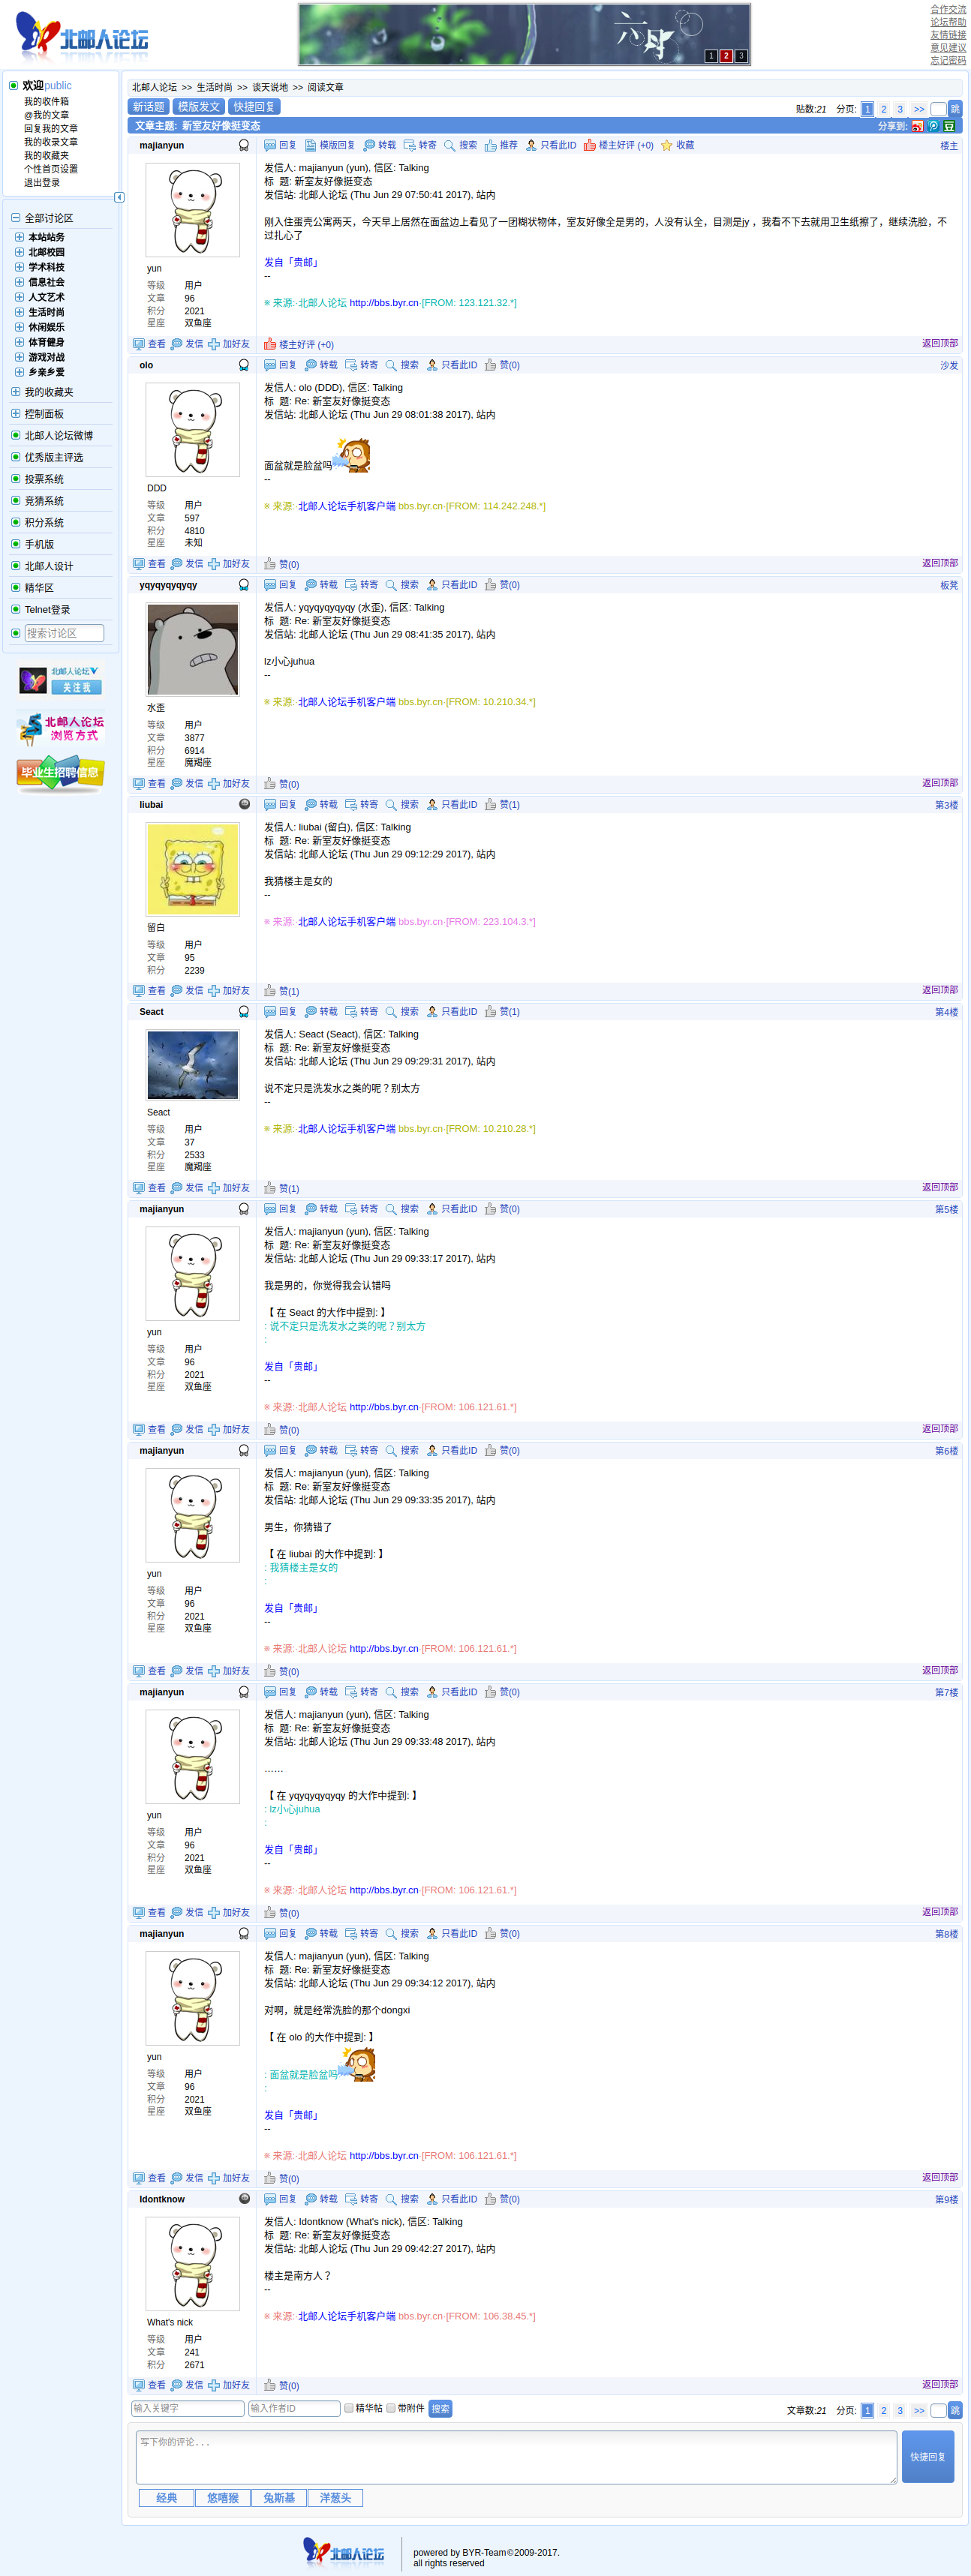 北邮人论坛
六月
1 2 3
合作交流
论坛帮助
友情链接
意见建议
忘记密码
欢迎public
我的收件箱
@我的文章
回复我的文章
我的收录文章
我的收藏夹
个性首页设置
退出登录
全部讨论区
本站站务
北邮校园
学术科技
信息社会
人文艺术
生活时尚
休闲娱乐
体育健身
游戏对战
乡亲乡爱
我的收藏夹
控制面板
北邮人论坛微博
优秀版主评选
投票系统
竞猜系统
积分系统
手机版
北邮人设计
精华区
Telnet登录
搜索讨论区
北邮人论坛
关注我
北邮人论坛
浏览方式
毕业生招聘信息
北邮人论坛 >> 生活时尚 >> 谈天说地 >> 阅读文章
新话题 模版发文 快捷回复
贴数:21 分页: 1 2 3 >> 跳
文章主题: 新室友好像挺变态 分享到:
majianyun 回复 模版回复 转载 转寄 搜索 推荐 只看此ID 楼主好评 (+0) 收藏 楼主
yun
等级 用户
文章 96
积分 2021
星座 双鱼座
发信人: majianyun (yun), 信区: Talking
标 题: 新室友好像挺变态
发信站: 北邮人论坛 (Thu Jun 29 07:50:41 2017), 站内
刚入住蛋壳公寓两天，今天早上居然在面盆边上看见了一团糊状物体，室友好像全是男的，人没有认全，目测是jy ，我看不下去就用卫生纸擦了，继续洗脸，不
过扎心了
发自「贵邮」
--
※ 来源:·北邮人论坛 http://bbs.byr.cn·[FROM: 123.121.32.*]
查看 发信 加好友 楼主好评 (+0) 返回顶部
olo 回复 转载 转寄 搜索 只看此ID 赞(0) 沙发
DDD
等级 用户
文章 597
积分 4810
星座 未知
发信人: olo (DDD), 信区: Talking
标 题: Re: 新室友好像挺变态
发信站: 北邮人论坛 (Thu Jun 29 08:01:38 2017), 站内
面盆就是脸盆吗
--
※ 来源:·北邮人论坛手机客户端 bbs.byr.cn·[FROM: 114.242.248.*]
查看 发信 加好友 赞(0) 返回顶部
yqyqyqyqyqy 回复 转载 转寄 搜索 只看此ID 赞(0) 板凳
水歪
等级 用户
文章 3877
积分 6914
星座 魔羯座
发信人: yqyqyqyqyqy (水歪), 信区: Talking
标 题: Re: 新室友好像挺变态
发信站: 北邮人论坛 (Thu Jun 29 08:41:35 2017), 站内
lz小心juhua
--
※ 来源:·北邮人论坛手机客户端 bbs.byr.cn·[FROM: 10.210.34.*]
查看 发信 加好友 赞(0) 返回顶部
liubai 回复 转载 转寄 搜索 只看此ID 赞(1) 第3楼
留白
等级 用户
文章 95
积分 2239
发信人: liubai (留白), 信区: Talking
标 题: Re: 新室友好像挺变态
发信站: 北邮人论坛 (Thu Jun 29 09:12:29 2017), 站内
我猜楼主是女的
--
※ 来源:·北邮人论坛手机客户端 bbs.byr.cn·[FROM: 223.104.3.*]
查看 发信 加好友 赞(1) 返回顶部
Seact 回复 转载 转寄 搜索 只看此ID 赞(1) 第4楼
Seact
等级 用户
文章 37
积分 2533
星座 魔羯座
发信人: Seact (Seact), 信区: Talking
标 题: Re: 新室友好像挺变态
发信站: 北邮人论坛 (Thu Jun 29 09:29:31 2017), 站内
说不定只是洗发水之类的呢？别太方
--
※ 来源:·北邮人论坛手机客户端 bbs.byr.cn·[FROM: 10.210.28.*]
查看 发信 加好友 赞(1) 返回顶部
majianyun 回复 转载 转寄 搜索 只看此ID 赞(0) 第5楼
yun
等级 用户
文章 96
积分 2021
星座 双鱼座
发信人: majianyun (yun), 信区: Talking
标 题: Re: 新室友好像挺变态
发信站: 北邮人论坛 (Thu Jun 29 09:33:17 2017), 站内
我是男的，你觉得我会认错吗
【 在 Seact 的大作中提到: 】
: 说不定只是洗发水之类的呢？别太方
:
发自「贵邮」
--
※ 来源:·北邮人论坛 http://bbs.byr.cn·[FROM: 106.121.61.*]
查看 发信 加好友 赞(0) 返回顶部
majianyun 回复 转载 转寄 搜索 只看此ID 赞(0) 第6楼
yun
等级 用户
文章 96
积分 2021
星座 双鱼座
发信人: majianyun (yun), 信区: Talking
标 题: Re: 新室友好像挺变态
发信站: 北邮人论坛 (Thu Jun 29 09:33:35 2017), 站内
男生，你猜错了
【 在 liubai 的大作中提到: 】
: 我猜楼主是女的
:
发自「贵邮」
--
※ 来源:·北邮人论坛 http://bbs.byr.cn·[FROM: 106.121.61.*]
查看 发信 加好友 赞(0) 返回顶部
majianyun 回复 转载 转寄 搜索 只看此ID 赞(0) 第7楼
yun
等级 用户
文章 96
积分 2021
星座 双鱼座
发信人: majianyun (yun), 信区: Talking
标 题: Re: 新室友好像挺变态
发信站: 北邮人论坛 (Thu Jun 29 09:33:48 2017), 站内
……
【 在 yqyqyqyqyqy 的大作中提到: 】
: lz小心juhua
:
发自「贵邮」
--
※ 来源:·北邮人论坛 http://bbs.byr.cn·[FROM: 106.121.61.*]
查看 发信 加好友 赞(0) 返回顶部
majianyun 回复 转载 转寄 搜索 只看此ID 赞(0) 第8楼
yun
等级 用户
文章 96
积分 2021
星座 双鱼座
发信人: majianyun (yun), 信区: Talking
标 题: Re: 新室友好像挺变态
发信站: 北邮人论坛 (Thu Jun 29 09:34:12 2017), 站内
对啊，就是经常洗脸的那个dongxi
【 在 olo 的大作中提到: 】
: 面盆就是脸盆吗
:
发自「贵邮」
--
※ 来源:·北邮人论坛 http://bbs.byr.cn·[FROM: 106.121.61.*]
查看 发信 加好友 赞(0) 返回顶部
Idontknow 回复 转载 转寄 搜索 只看此ID 赞(0) 第9楼
What's nick
等级 用户
文章 241
积分 2671
发信人: Idontknow (What's nick), 信区: Talking
标 题: Re: 新室友好像挺变态
发信站: 北邮人论坛 (Thu Jun 29 09:42:27 2017), 站内
楼主是南方人？
--
※ 来源:·北邮人论坛手机客户端 bbs.byr.cn·[FROM: 106.38.45.*]
查看 发信 加好友 赞(0) 返回顶部
输入关键字 输入作者ID 精华帖 带附件 搜索 文章数:21 分页: 1 2 3 >> 跳
写下你的评论...
快捷回复
经典 悠嘻猴 兔斯基 洋葱头
北邮人论坛
powered by BYR-Team©2009-2017.
all rights reserved